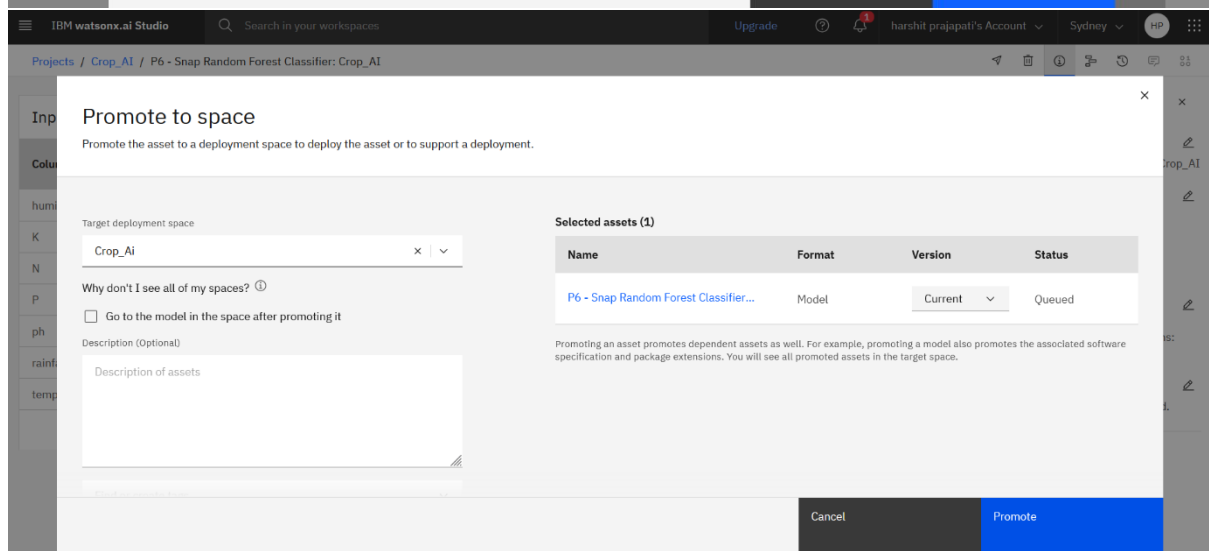 IBM watsonx.ai Studio Search in your workspaces Upgrade 1 harshit prajapati's Account Sydney HP
Projects / Crop_AI / P6 - Snap Random Forest Classifier: Crop_AI
Inp
Promote to space
Promote the asset to a deployment space to deploy the asset or to support a deployment.
Colu
rop_AI
humi
Target deployment space
Selected assets (1)
K
Crop_Ai
Name Format Version Status
N
Why don't I see all of my spaces?
P
P6 - Snap Random Forest Classifier... Model Current Queued
Go to the model in the space after promoting it
ph
Description (Optional)
Promoting an asset promotes dependent assets as well. For example, promoting a model also promotes the associated software
specification and package extensions. You will see all promoted assets in the target space.
ns:
rainf
Description of assets
temp
d.
Cancel Promote